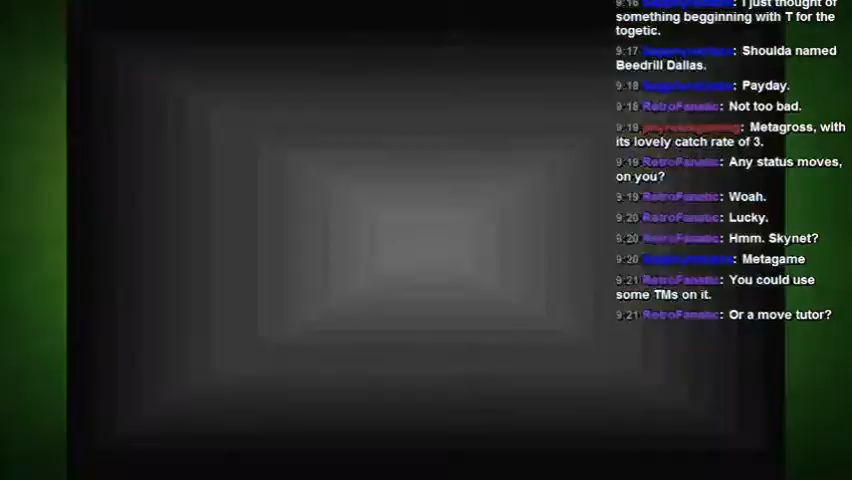 9:16 : I just thought of
something beggining with T for the
togetic.
9:17 : Shoulda named
Beedrill Dallas.
9:18 : Payday.
9:18 RetroFanatic: Not too bad.
9:19 : Metagross, with
its lovely catch rate of 3.
9:19 RetroFanatic: Any status moves,
on you?
9:19 RetroFanatic: Woah.
9:20 RetroFanatic: Lucky.
9:20 RetroFanatic: Hmm. Skynet?
9:20 : Metagame
9:21 RetroFanatic: You could use
some TMs on it.
9:21 RetroFanatic: Or a move tutor?